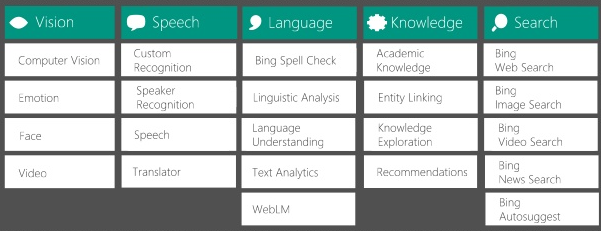 Vision
Computer Vision
Emotion
Face
Video
Speech
Custom
Recognition
Speaker
Recognition
Speech
Translator
Language
Bing Spell Check
Linguistic Analysis
Language
Understanding
Text Analytics
WebLM
Knowledge
Academic
Knowledge
Entity Linking
Knowledge
Exploration
Recommendations
Search
Bing
Web Search
Bing
Image Search
Bing
Video Search
Bing
News Search
Bing
Autosuggest